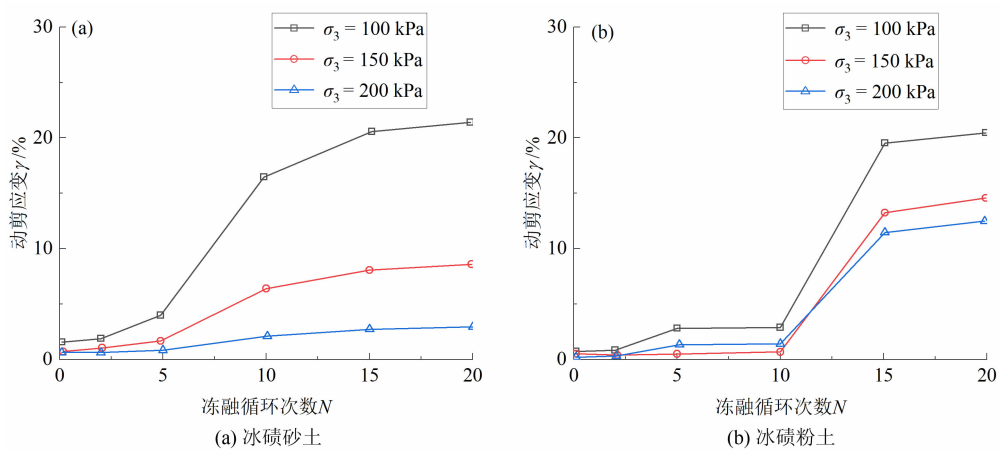 (a)
σ3 = 100 kPa
σ3 = 150 kPa
σ3 = 200 kPa
30
20
10
0
动剪应变γ/%
0 5 10 15 20
冻融循环次数N
(a) 冰碛砂土
(b)
σ3 = 100 kPa
σ3 = 150 kPa
σ3 = 200 kPa
30
20
10
0
动剪应变γ/%
0 5 10 15 20
冻融循环次数N
(b) 冰碛粉土